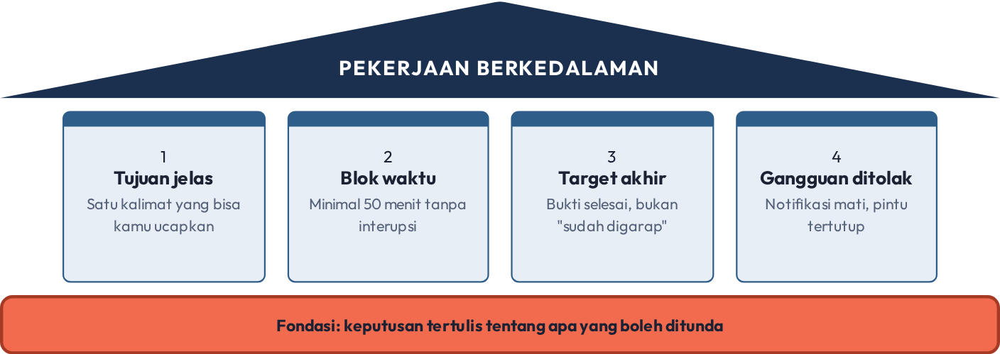 PEKERJAAN BERKEDALAMAN
1
Tujuan jelas
Satu kalimat yang bisa
kamu ucapkan
2
Blok waktu
Minimal 50 menit tanpa
interupsi
3
Target akhir
Bukti selesai, bukan
"sudah digarap"
4
Gangguan ditolak
Notifikasi mati, pintu
tertutup
Fondasi: keputusan tertulis tentang apa yang boleh ditunda